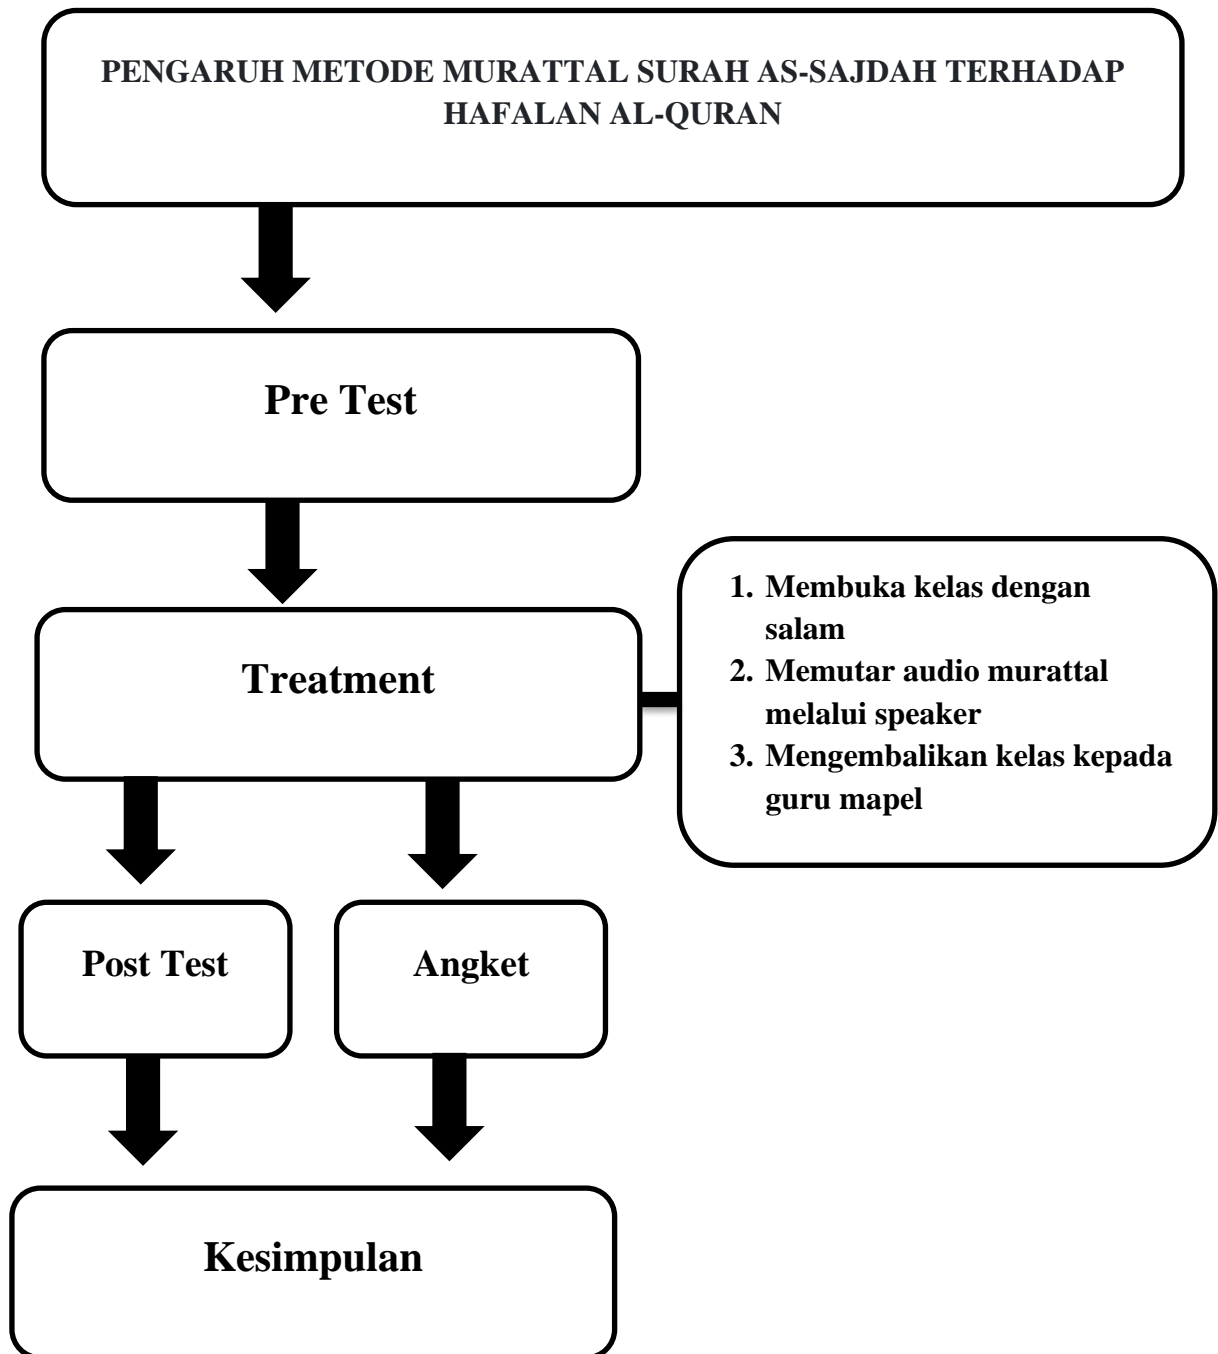 PENGARUH METODE MURATTAL SURAH AS-SAJDAH TERHADAP
HAFALAN AL-QURAN
Pre Test
Treatment
1. Membuka kelas dengan
salam
2. Memutar audio murattal
melalui speaker
3. Mengembalikan kelas kepada
guru mapel
Post Test
Angket
Kesimpulan